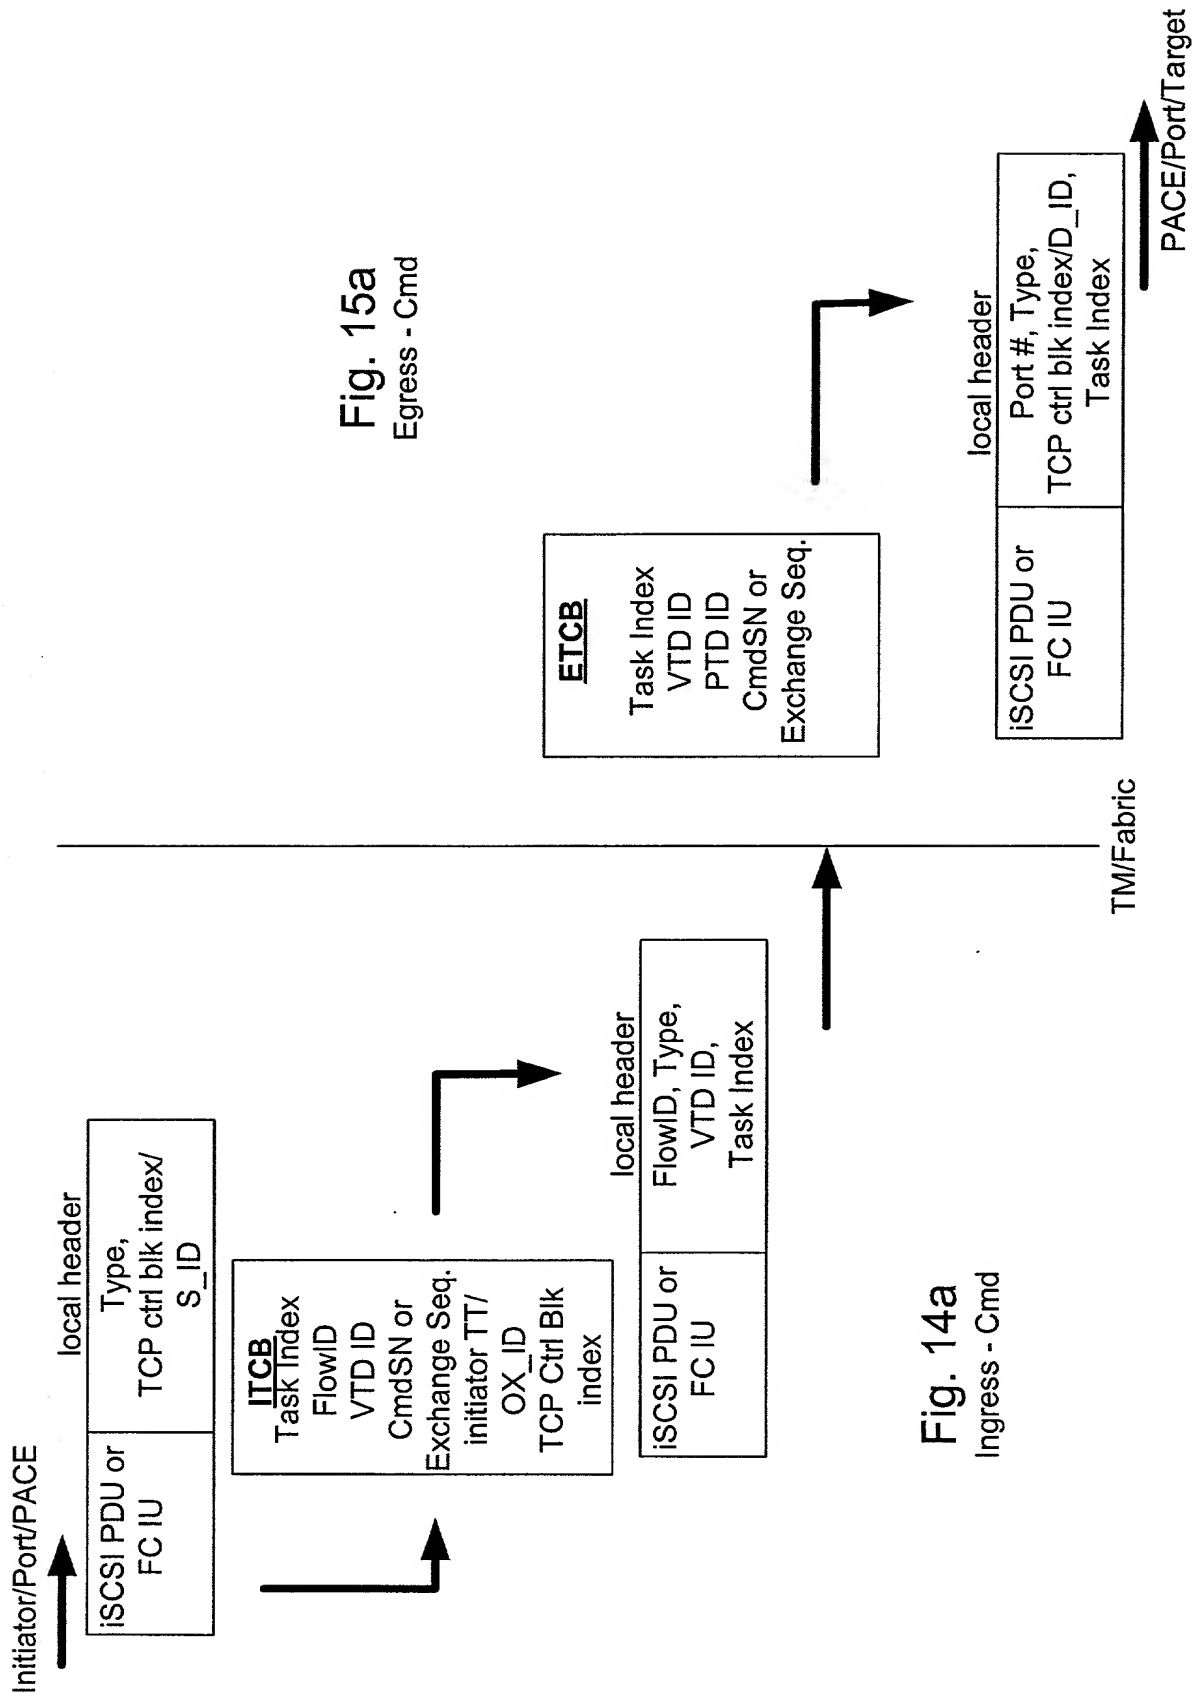 Initiator/Port/PACE
local header
iSCSI PDU or
FC IU
Type,
TCP ctrl blk index/
S_ID
ITCB
Task Index
FlowID
VTD ID
CmdSN or
Exchange Seq.
initiator TT/
OX_ID
TCP Ctrl Blk
index
local header
iSCSI PDU or
FC IU
FlowID, Type,
VTD ID,
Task Index
Fig. 14a
Ingress - Cmd
TM/Fabric
Fig. 15a
Egress - Cmd
ETCB
Task Index
VTD ID
PTD ID
CmdSN or
Exchange Seq.
local header
iSCSI PDU or
FC IU
Port #, Type,
TCP ctrl blk index/D_ID,
Task Index
PACE/Port/Target